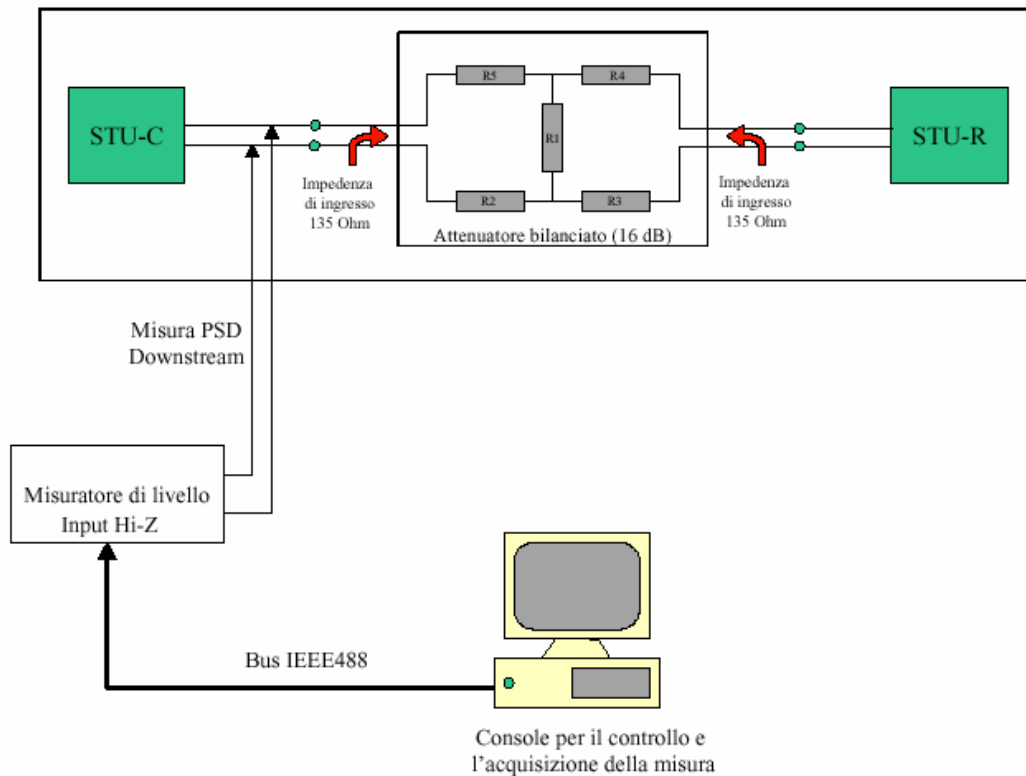 R5
R4
STU-C
R1
STU-R
Impedenza
di ingresso
135 Ohm
R2
R3
Impedenza
di ingresso
135 Ohm
Attenuatore bilanciato (16 dB)
Misura PSD
Downstream
Misuratore di livello
Input Hi-Z
Bus IEEE488
Console per il controllo e
l'acquisizione della misura